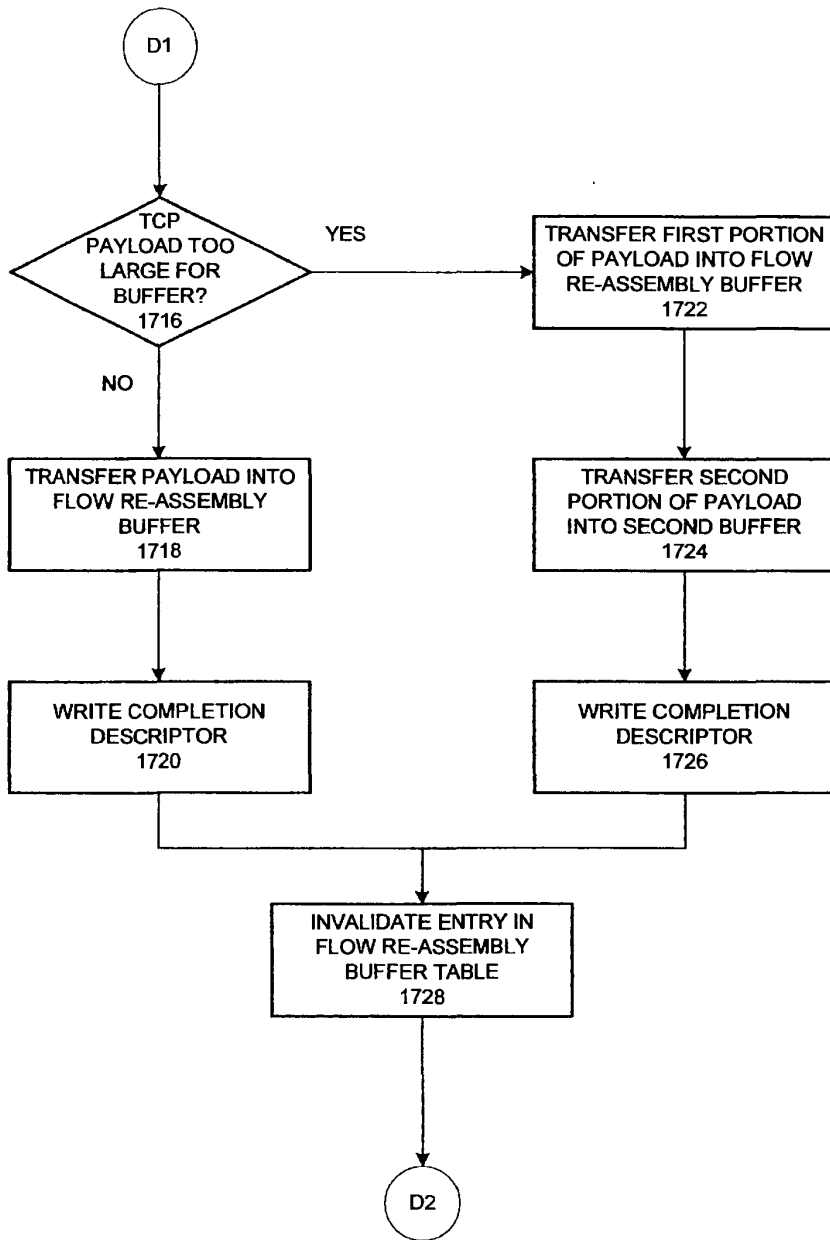 D1
TCP
PAYLOAD TOO
LARGE FOR
BUFFER?
1716
YES
NO
TRANSFER FIRST PORTION
OF PAYLOAD INTO FLOW
RE-ASSEMBLY BUFFER
1722
TRANSFER PAYLOAD INTO
FLOW RE-ASSEMBLY
BUFFER
1718
TRANSFER SECOND
PORTION OF PAYLOAD
INTO SECOND BUFFER
1724
WRITE COMPLETION
DESCRIPTOR
1720
WRITE COMPLETION
DESCRIPTOR
1726
INVALIDATE ENTRY IN
FLOW RE-ASSEMBLY
BUFFER TABLE
1728
D2